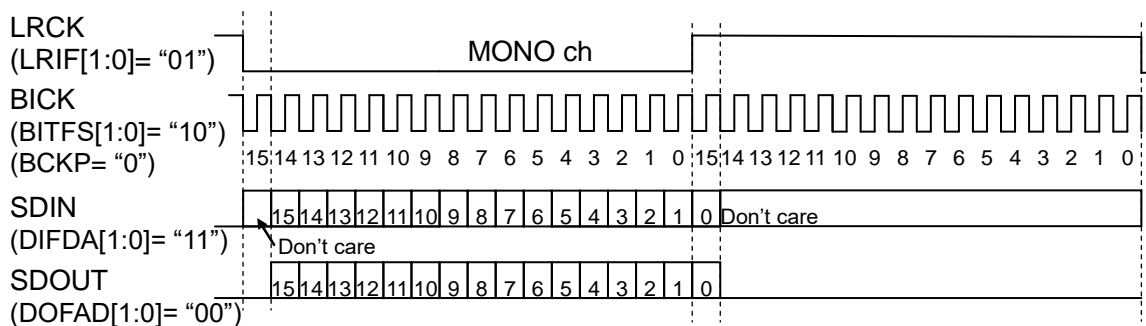 LRCK
(LRIF[1:0]= “01”)
MONO ch
BICK
(BITFS[1:0]= “10”)
(BCKP= “0”)
15 14 13 12 11 10 9 8 7 6 5 4 3 2 1 0 15 14 13 12 11 10 9 8 7 6 5 4 3 2 1 0
SDIN
(DIFDA[1:0]= “11”)
15 14 13 12 11 10 9 8 7 6 5 4 3 2 1 0 Don’t care
Don’t care
SDOUT
(DOFAD[1:0]= “00”)
15 14 13 12 11 10 9 8 7 6 5 4 3 2 1 0